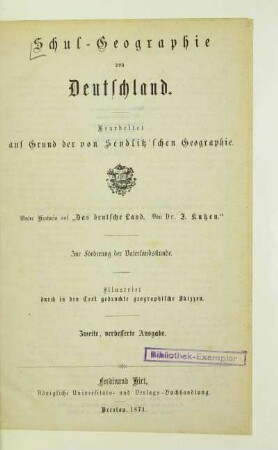 Schul-Geographie
von
Deutschland.
Bearbeitet
auf Grund der von Seydlitz'schen Geographie.
Unter Hinweis auf „Das deutsche Land. Von Dr. J. Kutzen.“
Zur Förderung der Vaterlandskunde.
Illustriert
durch in den Text gedruckte geographische Skizzen.
Zweite, verbesserte Ausgabe.
Bibliothek-Exemplar
Ferdinand Hirt,
Königliche Universitäts- und Verlags-Buchhandlung.
Breslau, 1871.